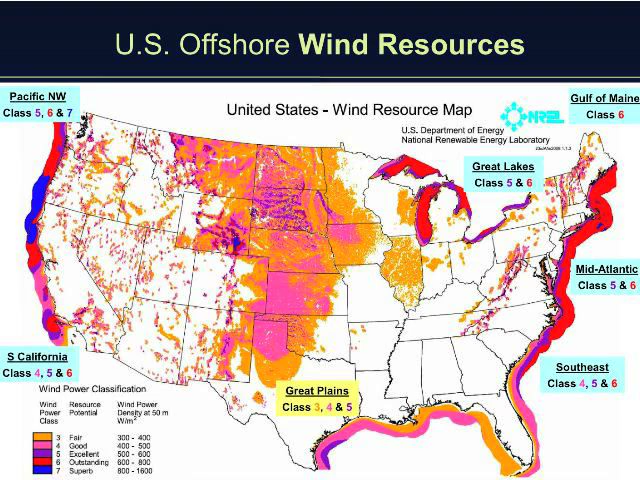 U.S. Offshore Wind Resources
Pacific NW
Class 5, 6 & 7
United States - Wind Resource Map
NREL
Gulf of Maine
Class 6
U.S. Department of Energy
National Renewable Energy Laboratory
Great Lakes
Class 5 & 6
Mid-Atlantic
Class 5 & 6
S California
Class 4, 5 & 6
Southeast
Class 4, 5 & 6
Great Plains
Class 3, 4 & 5
Wind Power Classification
Wind Resource Wind Power
Power Potential Density at 50 m
Class W/m²
3 Fair 300 - 400
4 Good 400 - 500
5 Excellent 500 - 600
6 Outstanding 600 - 800
7 Superb 800 - 1600